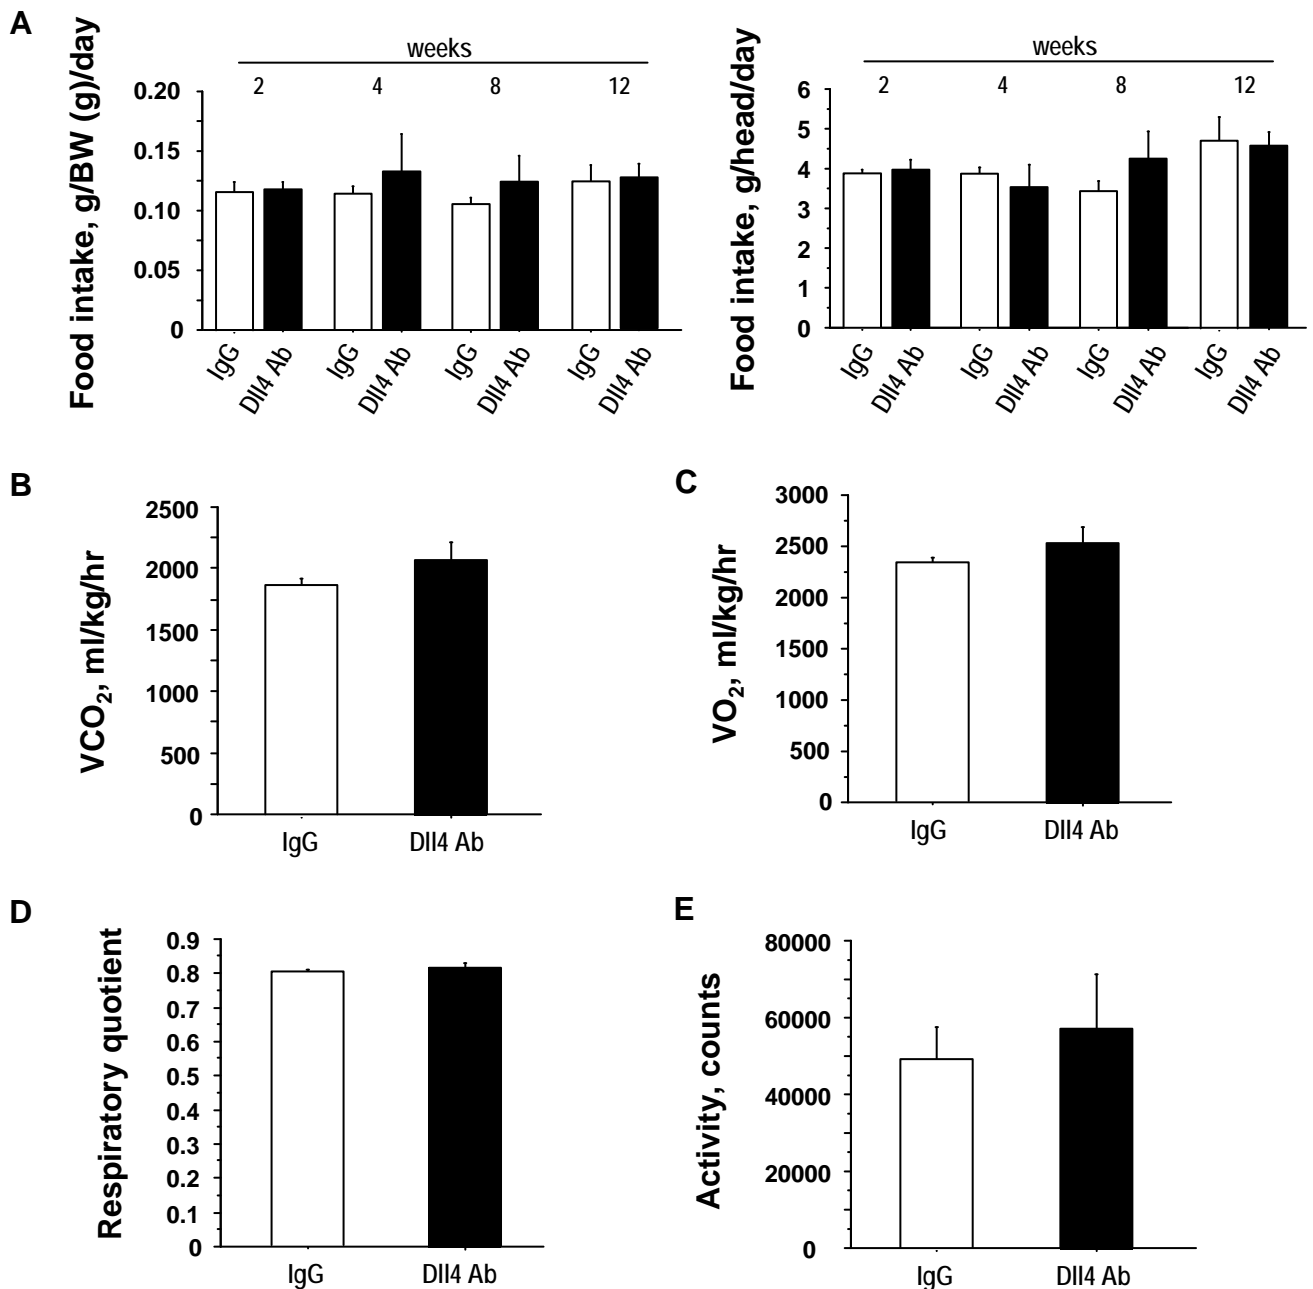 A
Food intake, g/BW (g)/day
weeks
2 4 8 12
0.20
0.15
0.10
0.05
0
IgG Dll4 Ab IgG Dll4 Ab IgG Dll4 Ab IgG Dll4 Ab
Food intake, g/head/day
weeks
2 4 8 12
6
5
4
3
2
1
0
IgG Dll4 Ab IgG Dll4 Ab IgG Dll4 Ab IgG Dll4 Ab
B
VCO₂, ml/kg/hr
2500
2000
1500
1000
500
0
IgG Dll4 Ab
C
VO₂, ml/kg/hr
3000
2500
2000
1500
1000
500
0
IgG Dll4 Ab
D
Respiratory quotient
0.9
0.8
0.7
0.6
0.5
0.4
0.3
0.2
0.1
0
IgG Dll4 Ab
E
Activity, counts
80000
60000
40000
20000
0
IgG Dll4 Ab